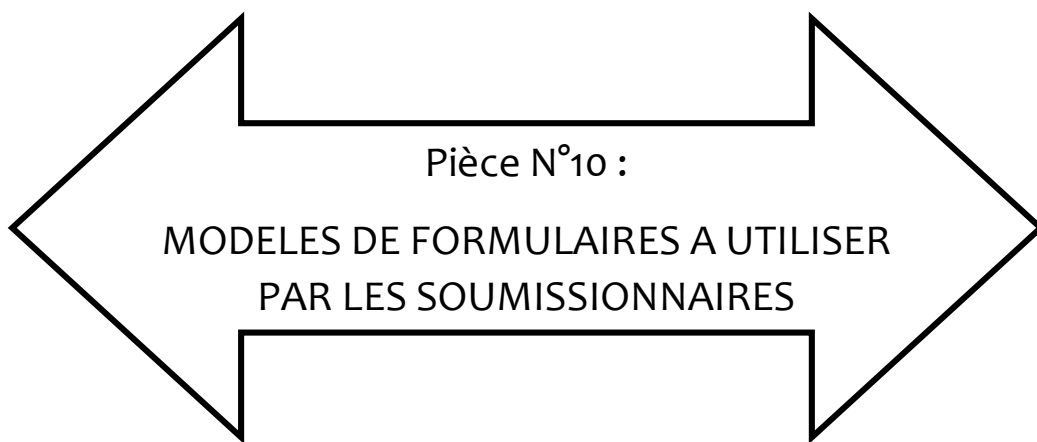 Pièce N°10 :
MODELES DE FORMULAIRES A UTILISER
PAR LES SOUMISSIONNAIRES